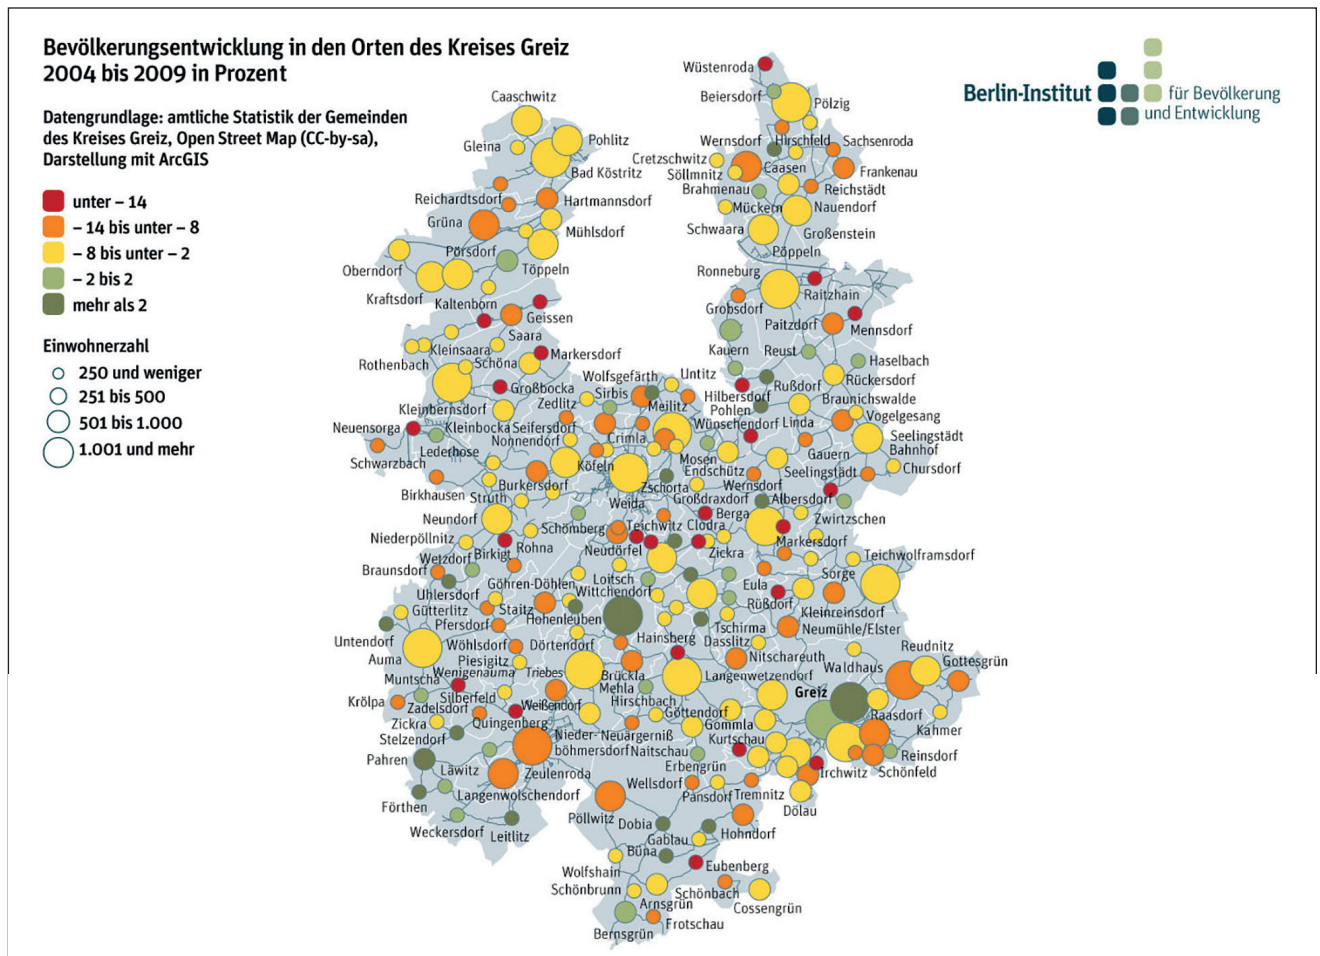 Bevölkerungsentwicklung in den Orten des Kreises Greiz
2004 bis 2009 in Prozent
Datengrundlage: amtliche Statistik der Gemeinden
des Kreises Greiz, Open Street Map (CC-by-sa),
Darstellung mit ArcGIS
unter – 14
– 14 bis unter – 8
– 8 bis unter – 2
– 2 bis 2
mehr als 2
Einwohnerzahl
250 und weniger
251 bis 500
501 bis 1.000
1.001 und mehr
Berlin-Institut
für Bevölkerung
und Entwicklung
Wüstenroda
Beiersdorf
Pölzig
Caaschwitz
Pohlitz
Gleina
Bad Köstritz
Wernsdorf
Hirschfeld
Sachsenroda
Cretzschwitz
Söllmnitz
Caasen
Frankenau
Brahmenau
Reichstädt
Reichardtsdorf
Hartmannsdorf
Mückern
Nauendorf
Grüna
Mühlsdorf
Schwaara
Großenstein
Pörsdorf
Pöppeln
Oberndorf
Töppeln
Ronneburg
Kraftsdorf
Kaltenborn
Raitzhain
Geissen
Grobsdorf
Paitzdorf
Mennsdorf
Saara
Kleinsaara
Markersdorf
Kauern
Reust
Haselbach
Rothenbach
Schöna
Wolfsgefärth
Untitz
Rückersdorf
Großbocka
Sirbis
Hilbersdorf
Rußdorf
Braunichswalde
Kleinbernsdorf
Zedlitz
Meilitz
Pohlen
Vogelgesang
Neuensorga
Kleinbocka
Seifersdorf
Wünschendorf
Linda
Seelingstädt
Bahnhof
Nonnendorf
Crimla
Lederhose
Mosen
Gauern
Schwarzbach
Köfeln
Endschütz
Seelingstädt
Chursdorf
Birkhausen
Burkersdorf
Zschorta
Wernsdorf
Struth
Großdraxdorf
Albersdorf
Weida
Neundorf
Schömberg
Teichwitz
Clodra
Berga
Zwirtzschen
Niederpöllnitz
Rohna
Neudörfel
Zickra
Markersdorf
Teichwolframsdorf
Wetzdorf
Birkigt
Braunsdorf
Göhren-Döhlen
Loitsch
Eula
Sorge
Uhlersdorf
Wittchendorf
Rüßdorf
Kleinreinsdorf
Gütterlitz
Staitz
Hohenleuben
Pfersdorf
Tschirma
Neumühle/Elster
Untendorf
Wöhlsdorf
Dörtendorf
Hainsberg
Dasslitz
Reudnitz
Auma
Piesigitz
Nitschareuth
Waldhaus
Gottesgrün
Muntscha
Wenigenauma
Triebes
Brückla
Langenwetzendorf
Mehla
Greiz
Krölpa
Silberfeld
Weißendorf
Hirschbach
Zadelsdorf
Göttendorf
Raasdorf
Zickra
Quingenberg
Nieder-
böhmersdorf
Neuärgerniß
Gommla
Kahmer
Stelzendorf
Naitschau
Kurtschau
Reinsdorf
Pahren
Läwitz
Zeulenroda
Erbengrün
Irchwitz
Schönfeld
Langenwolschendorf
Wellsdorf
Pansdorf
Tremnitz
Förthen
Dölau
Weckersdorf
Leitlitz
Pöllwitz
Dobia
Hohndorf
Gablau
Büna
Eubenberg
Wolfshain
Schönbrunn
Schönbach
Arnsgrün
Cossengrün
Frotschau
Bernsgrün